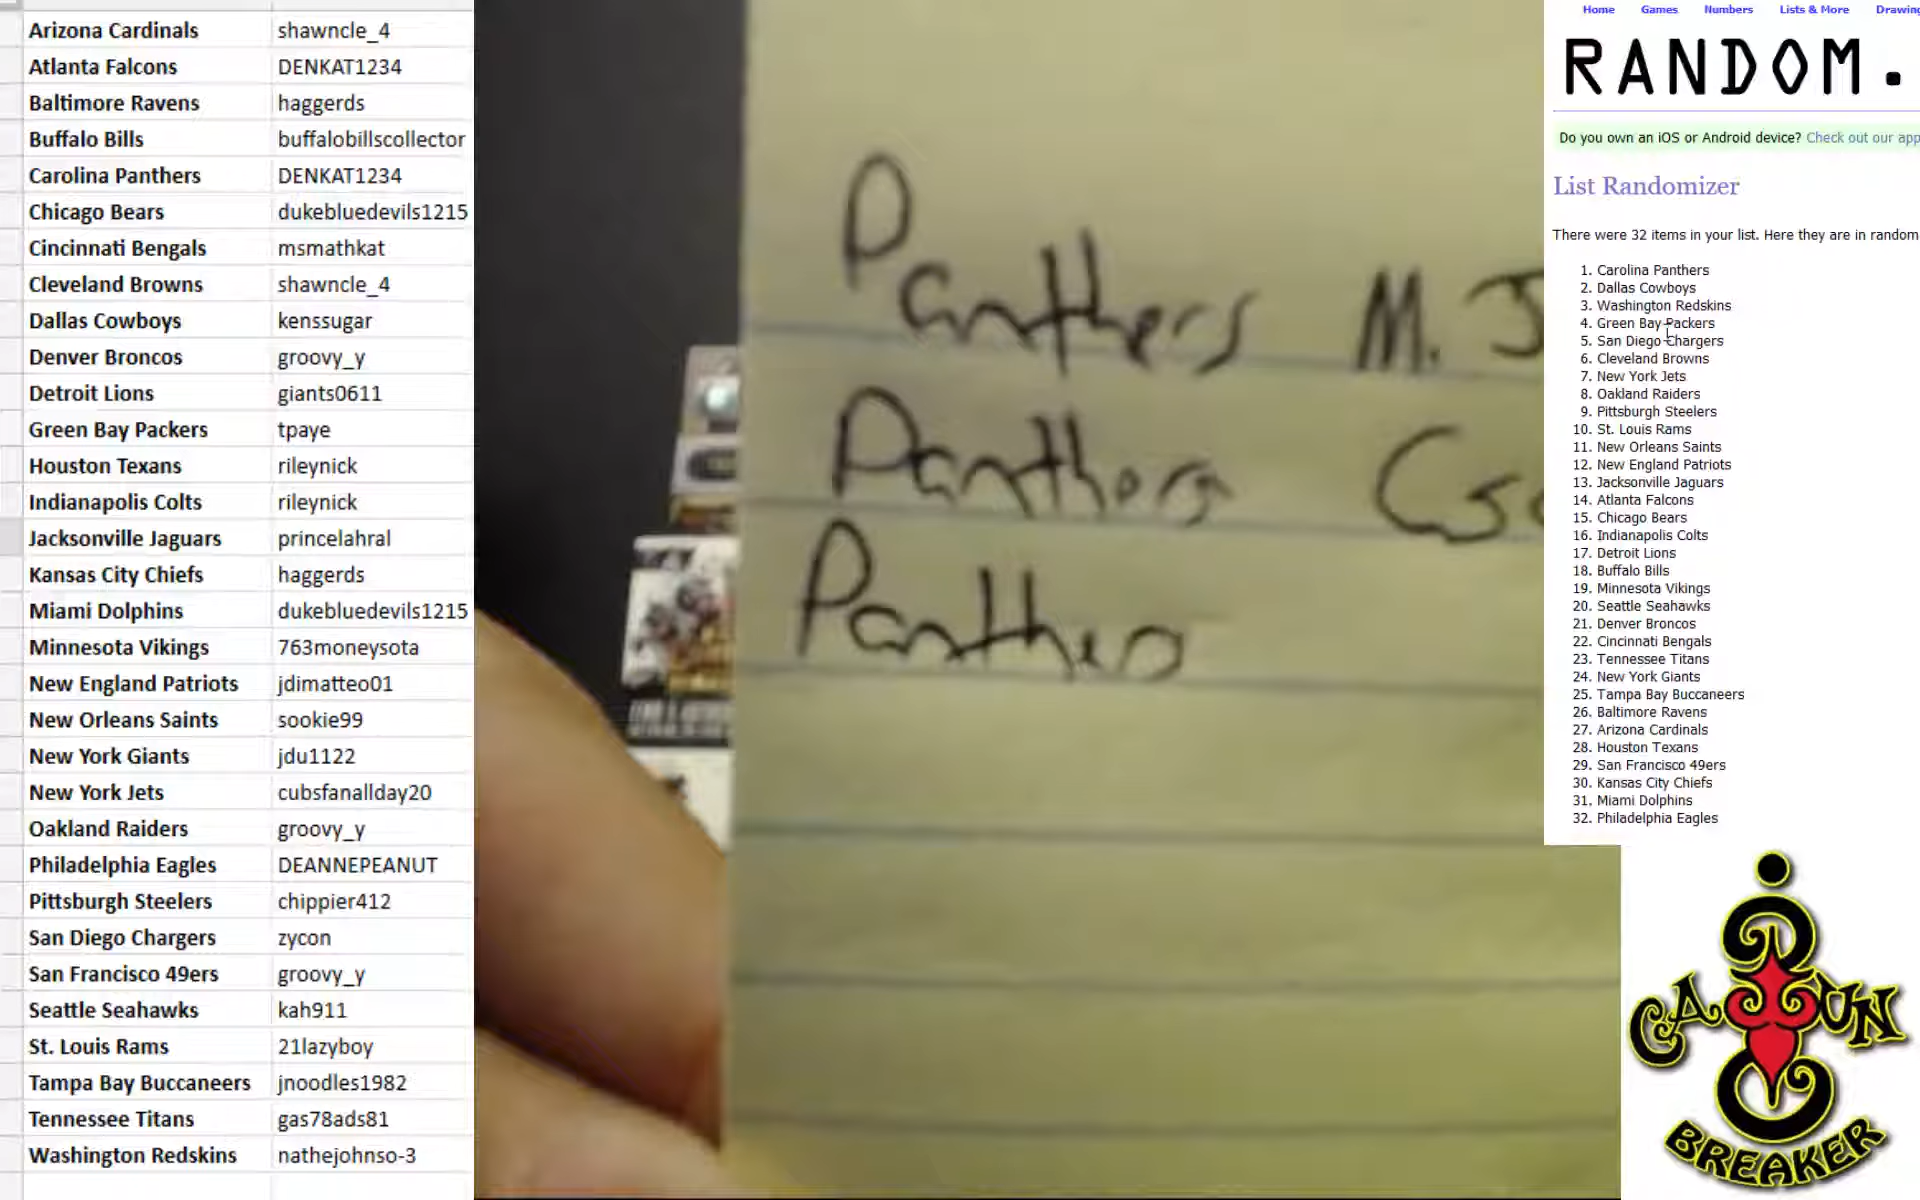 Arizona Cardinals shawncle_4
Atlanta Falcons DENKAT1234
Baltimore Ravens haggerds
Buffalo Bills buffalobillscollector
Carolina Panthers DENKAT1234
Chicago Bears dukebluedevils1215
Cincinnati Bengals msmathkat
Cleveland Browns shawncle_4
Dallas Cowboys kenssugar
Denver Broncos groovy_y
Detroit Lions giants0611
Green Bay Packers tpaye
Houston Texans rileynick
Indianapolis Colts rileynick
Jacksonville Jaguars princelahral
Kansas City Chiefs haggerds
Miami Dolphins dukebluedevils1215
Minnesota Vikings 763moneysota
New England Patriots jdimatteo01
New Orleans Saints sookie99
New York Giants jdu1122
New York Jets cubsfanallday20
Oakland Raiders groovy_y
Philadelphia Eagles DEANNEPEANUT
Pittsburgh Steelers chippier412
San Diego Chargers zycon
San Francisco 49ers groovy_y
Seattle Seahawks kah911
St. Louis Rams 21lazyboy
Tampa Bay Buccaneers jnoodles1982
Tennessee Titans gas78ads81
Washington Redskins nathejohnso-3
Panthers M. J
Panthers
Panthers
Home Games Numbers Lists & More Drawing
RANDOM.
Do you own an iOS or Android device? Check out our app
List Randomizer
There were 32 items in your list. Here they are in random
1. Carolina Panthers
2. Dallas Cowboys
3. Washington Redskins
4. Green Bay Packers
5. San Diego Chargers
6. Cleveland Browns
7. New York Jets
8. Oakland Raiders
9. Pittsburgh Steelers
10. St. Louis Rams
11. New Orleans Saints
12. New England Patriots
13. Jacksonville Jaguars
14. Atlanta Falcons
15. Chicago Bears
16. Indianapolis Colts
17. Detroit Lions
18. Buffalo Bills
19. Minnesota Vikings
20. Seattle Seahawks
21. Denver Broncos
22. Cincinnati Bengals
23. Tennessee Titans
24. New York Giants
25. Tampa Bay Buccaneers
26. Baltimore Ravens
27. Arizona Cardinals
28. Houston Texans
29. San Francisco 49ers
30. Kansas City Chiefs
31. Miami Dolphins
32. Philadelphia Eagles
CAJUN
BREAKER